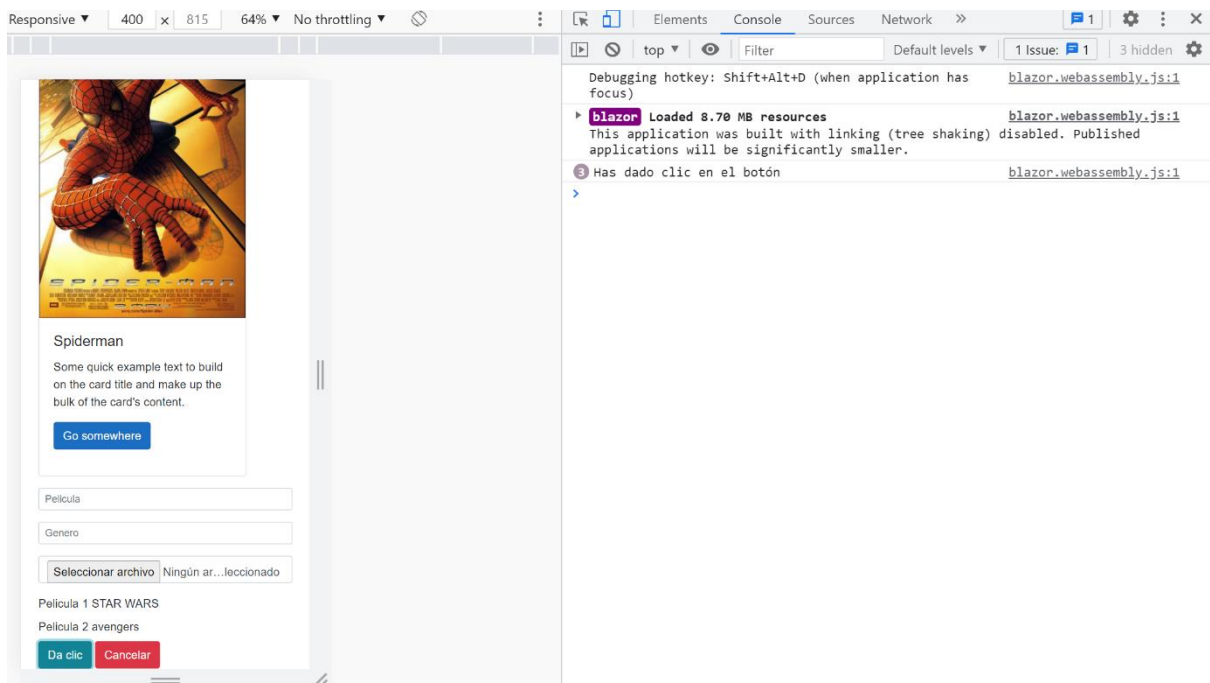 Responsive ▼ 400 x 815 64% ▼ No throttling ▼
Elements Console Sources Network » 1
top ▼ Filter Default levels ▼ 1 Issue: 1 3 hidden
Debugging hotkey: Shift+Alt+D (when application has focus) blazor.webassembly.js:1
blazor Loaded 8.70 MB resources blazor.webassembly.js:1
This application was built with linking (tree shaking) disabled. Published
applications will be significantly smaller.
3 Has dado clic en el botón blazor.webassembly.js:1
>
SPIDER-MAN
Spiderman
Some quick example text to build
on the card title and make up the
bulk of the card's content.
Go somewhere
Pelicula
Genero
Seleccionar archivo Ningún ar...leccionado
Pelicula 1 STAR WARS
Pelicula 2 avengers
Da clic Cancelar